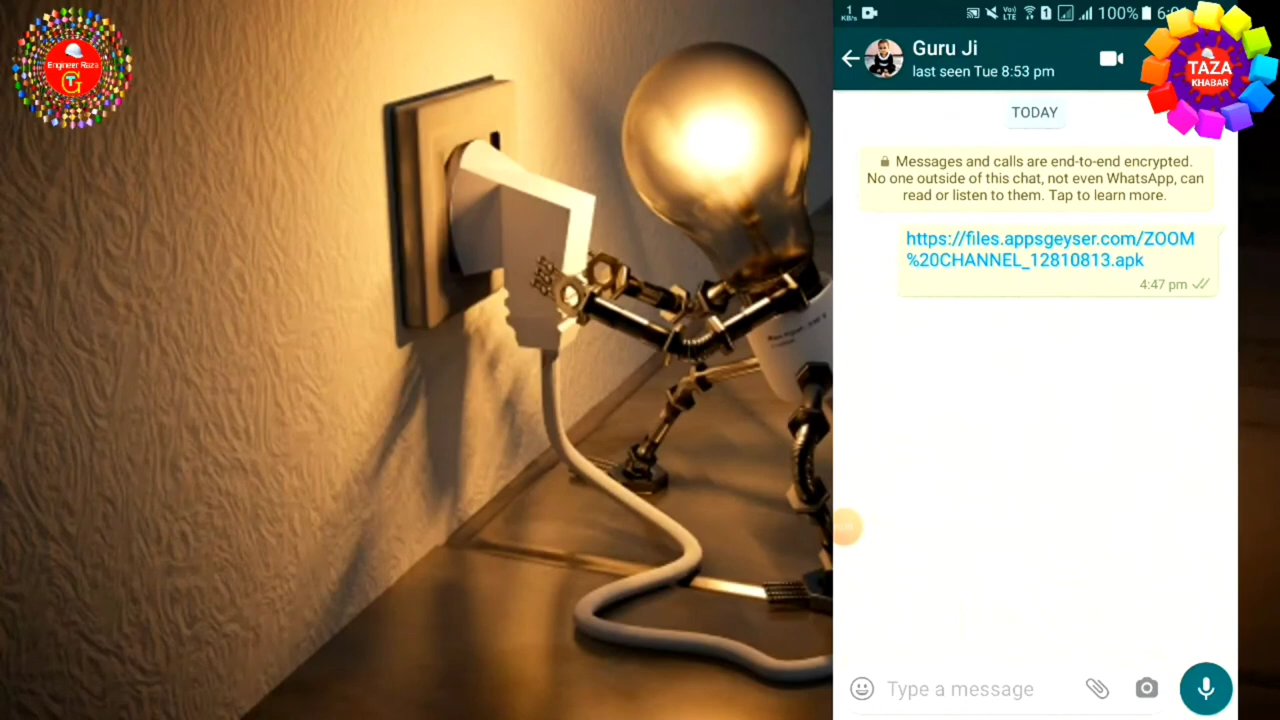 Engineer Raza
TG
1
KB/s
Vo))
LTE
1
100%
Guru Ji
last seen Tue 8:53 pm
TAZA
KHABAR
TODAY
Messages and calls are end-to-end encrypted.
No one outside of this chat, not even WhatsApp, can
read or listen to them. Tap to learn more.
https://files.appsgeyser.com/ZOOM
%20CHANNEL_12810813.apk
4:47 pm
Type a message